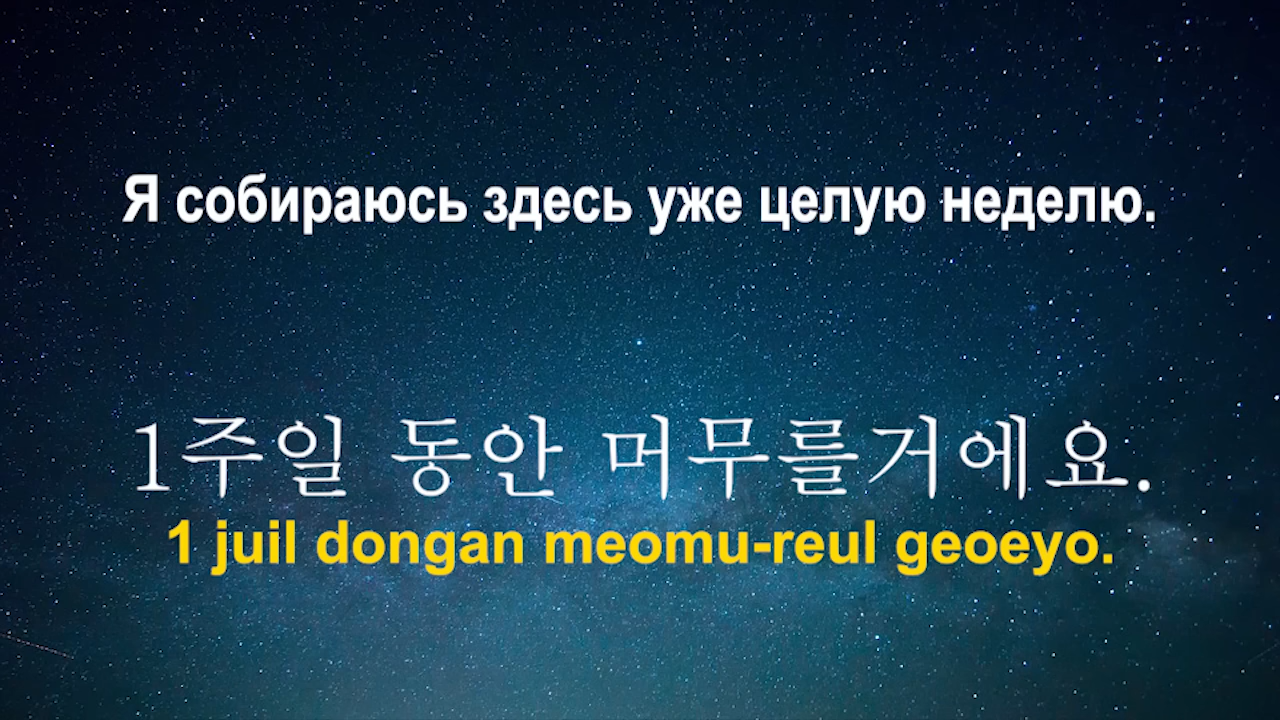 Я собираюсь здесь уже целую неделю.
1주일 동안 머무를거에요.
1 juil dongan meomu-reul geoeyo.